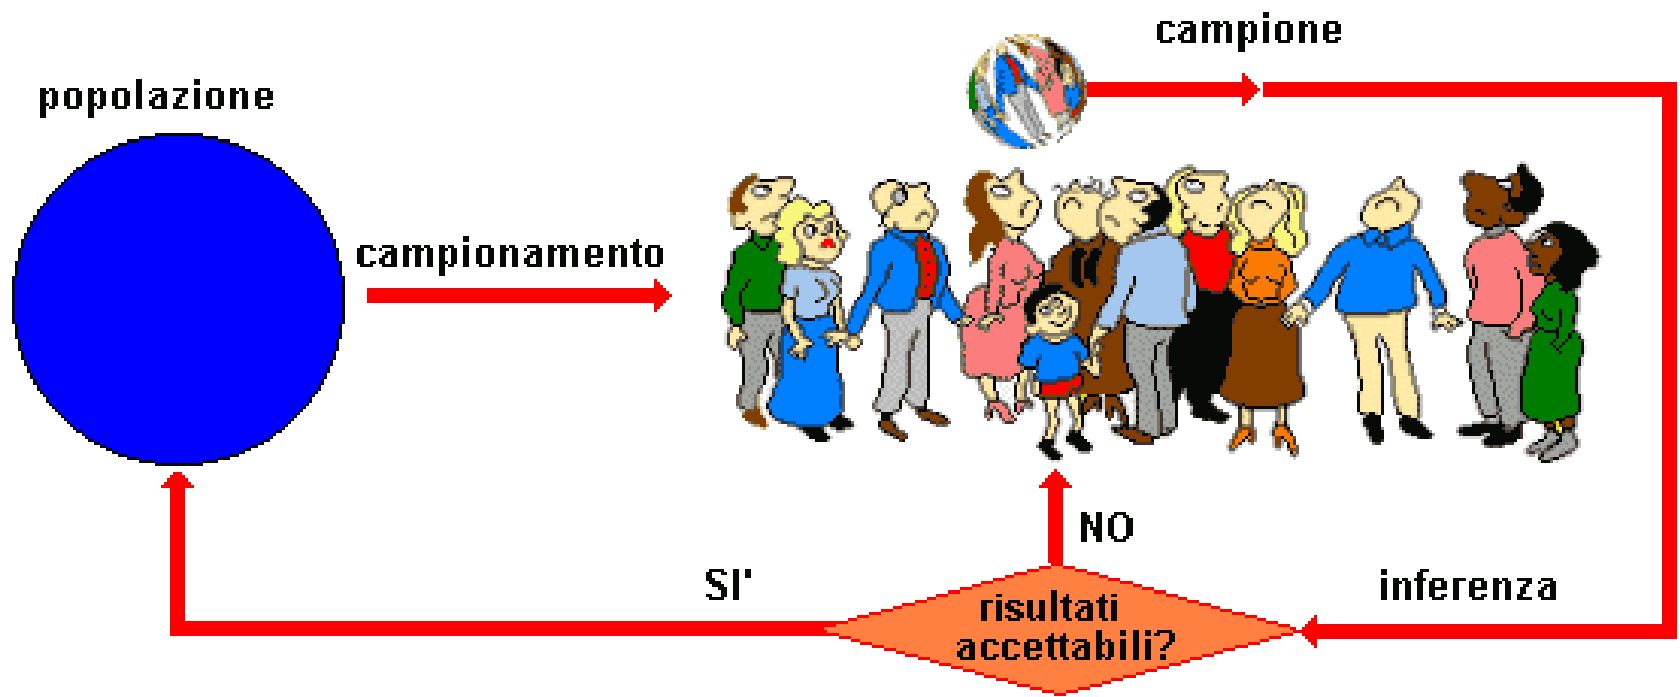 campione
popolazione
campionamento
NO
SI'
inferenza
risultati
accettabili?